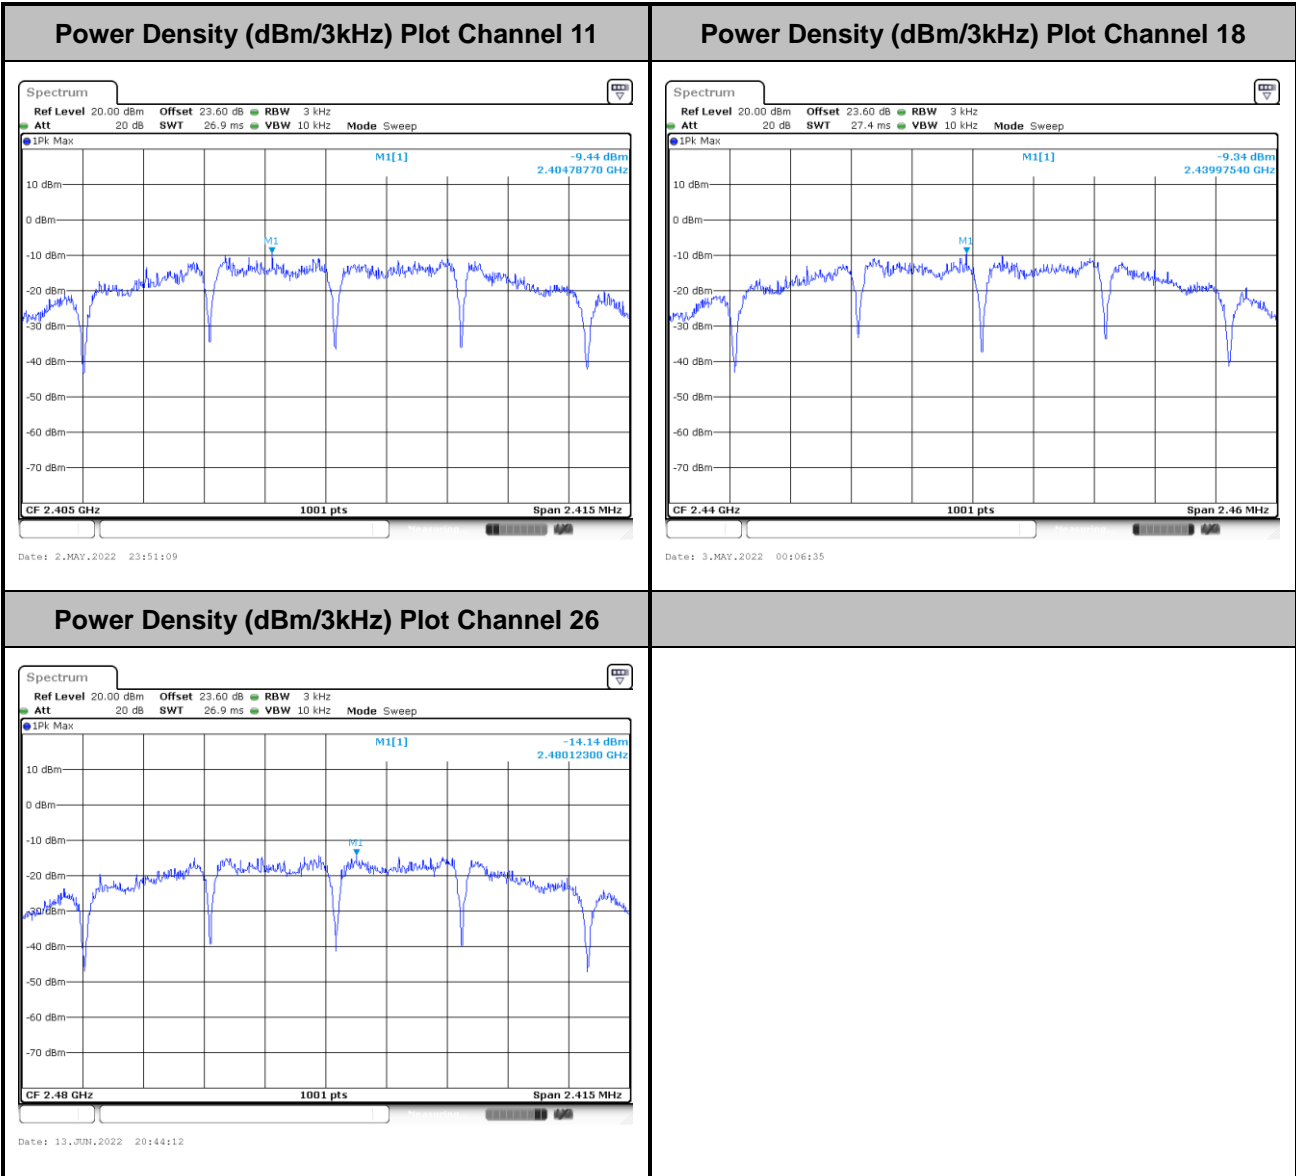 Power Density (dBm/3kHz) Plot Channel 11
Power Density (dBm/3kHz) Plot Channel 18
Spectrum
Ref Level 20.00 dBm Offset 23.60 dB RBW 3 kHz
Att 20 dB SWT 26.9 ms VBW 10 kHz Mode Sweep
1Pk Max
M1[1] -9.44 dBm
2.40478770 GHz
10 dBm
0 dBm
M1
-10 dBm
-20 dBm
-30 dBm
-40 dBm
-50 dBm
-60 dBm
-70 dBm
CF 2.405 GHz 1001 pts Span 2.415 MHz
Date: 2.MAY.2022 23:51:09
Spectrum
Ref Level 20.00 dBm Offset 23.60 dB RBW 3 kHz
Att 20 dB SWT 27.4 ms VBW 10 kHz Mode Sweep
1Pk Max
M1[1] -9.34 dBm
2.43997540 GHz
10 dBm
0 dBm
M1
-10 dBm
-20 dBm
-30 dBm
-40 dBm
-50 dBm
-60 dBm
-70 dBm
CF 2.44 GHz 1001 pts Span 2.46 MHz
Date: 3.MAY.2022 00:06:35
Power Density (dBm/3kHz) Plot Channel 26
Spectrum
Ref Level 20.00 dBm Offset 23.60 dB RBW 3 kHz
Att 20 dB SWT 26.9 ms VBW 10 kHz Mode Sweep
1Pk Max
M1[1] -14.14 dBm
2.48012300 GHz
10 dBm
0 dBm
-10 dBm
M1
-20 dBm
-30 dBm
-40 dBm
-50 dBm
-60 dBm
-70 dBm
CF 2.48 GHz 1001 pts Span 2.415 MHz
Date: 13.JUN.2022 20:44:12